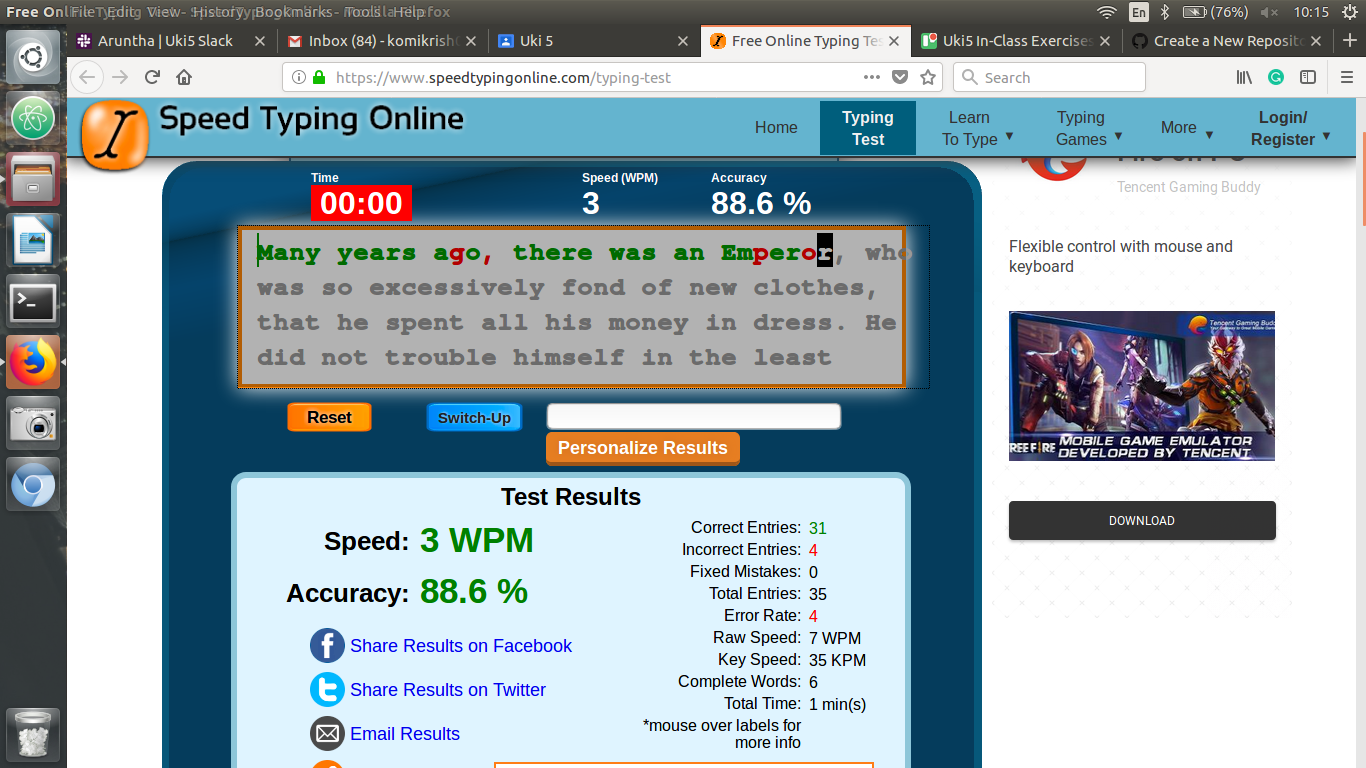 File Edit View History Bookmarks Tools Help
En (76%) 10:15
Aruntha | Uki5 Slack
Inbox (84) - komikrish
Uki 5
Free Online Typing Tes
Uki5 In-Class Exercises
Create a New Reposito
https://www.speedtypingonline.com/typing-test
Search
Speed Typing Online
Home
Typing Test
Learn To Type
Typing Games
More
Login/ Register
Tencent Gaming Buddy
Time
Speed (WPM)
Accuracy
00:00
3
88.6 %
Many years ago, there was an Emperor, who
was so excessively fond of new clothes,
that he spent all his money in dress. He
did not trouble himself in the least
Reset
Switch-Up
Personalize Results
Test Results
Speed: 3 WPM
Accuracy: 88.6 %
Share Results on Facebook
Share Results on Twitter
Email Results
Correct Entries: 31
Incorrect Entries: 4
Fixed Mistakes: 0
Total Entries: 35
Error Rate: 4
Raw Speed: 7 WPM
Key Speed: 35 KPM
Complete Words: 6
Total Time: 1 min(s)
*mouse over labels for
more info
Flexible control with mouse and
keyboard
Tencent Gaming Buddy
MOBILE GAME EMULATOR
DEVELOPED BY TENCENT
REE FIRE
DOWNLOAD